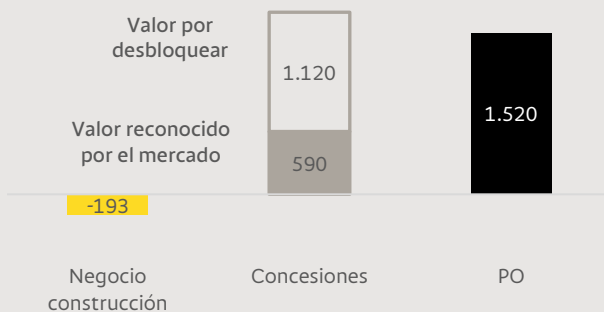 Valor por
desbloquear
1.120
1.520
Valor reconocido
por el mercado
590
-193
Negocio
construcción
Concesiones
PO